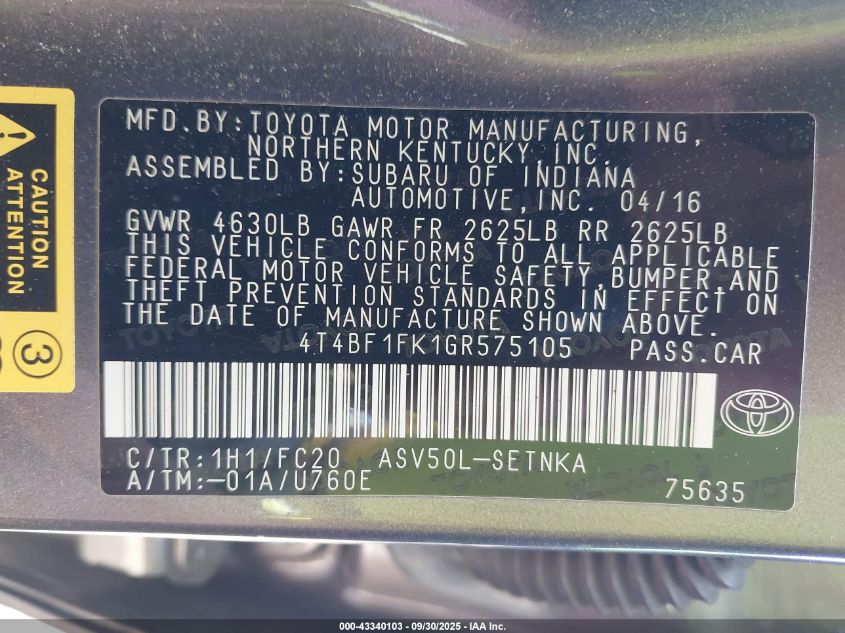 CAUTION
ATTENTION
3
MFD.BY:TOYOTA MOTOR MANUFACTURING,
NORTHERN KENTUCKY,INC.
ASSEMBLED BY:SUBARU OF INDIANA
AUTOMOTIVE,INC. 04/16
GVWR 4630LB GAWR FR 2625LB RR 2625LB
THIS VEHICLE CONFORMS TO ALL APPLICABLE
FEDERAL MOTOR VEHICLE SAFETY,BUMPER,AND
THEFT PREVENTION STANDARDS IN EFFECT ON
THE DATE OF MANUFACTURE SHOWN ABOVE.
4T4BF1FK1GR575105 PASS.CAR
C/TR:1H1/FC20 ASV50L-SETNKA
A/TM:-01A/U760E 75635
000-43340103 - 09/30/2025 - IAA Inc.